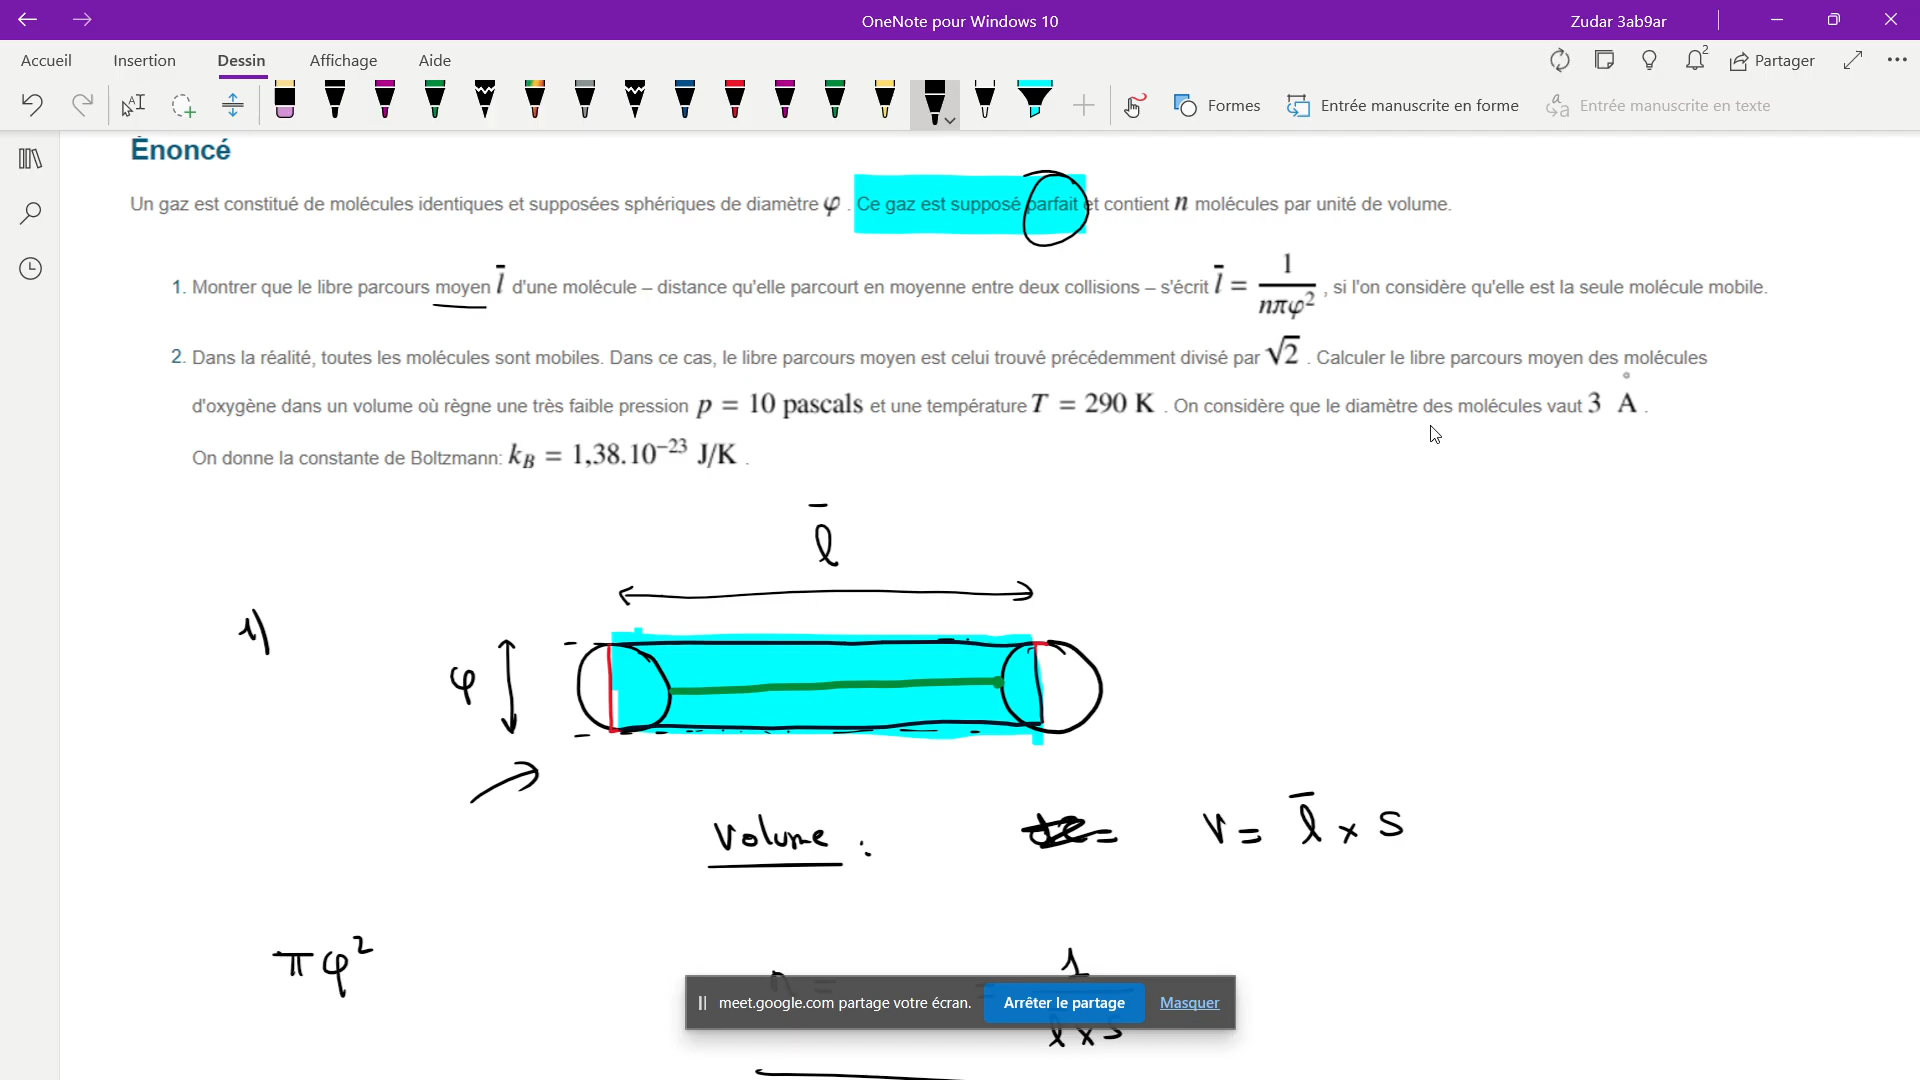 OneNote pour Windows 10
Zudar 3ab9ar
Accueil Insertion Dessin Affichage Aide
2
Partager
Formes Entrée manuscrite en forme Entrée manuscrite en texte
Énoncé
Un gaz est constitué de molécules identiques et supposées sphériques de diamètre φ . Ce gaz est supposé parfait et contient n molécules par unité de volume.
1. Montrer que le libre parcours moyen l̄ d'une molécule – distance qu'elle parcourt en moyenne entre deux collisions – s'écrit l̄ = 1/nπφ² , si l'on considère qu'elle est la seule molécule mobile.
2. Dans la réalité, toutes les molécules sont mobiles. Dans ce cas, le libre parcours moyen est celui trouvé précédemment divisé par √2 . Calculer le libre parcours moyen des molécules
d'oxygène dans un volume où règne une très faible pression p = 10 pascals et une température T = 290 K . On considère que le diamètre des molécules vaut 3 Å .
On donne la constante de Boltzmann: k_B = 1,38.10⁻²³ J/K .
l̄
1)
φ
Volume : V = l̄ × S
πφ²
n = = 1/l × S
meet.google.com partage votre écran. Arrêter le partage Masquer